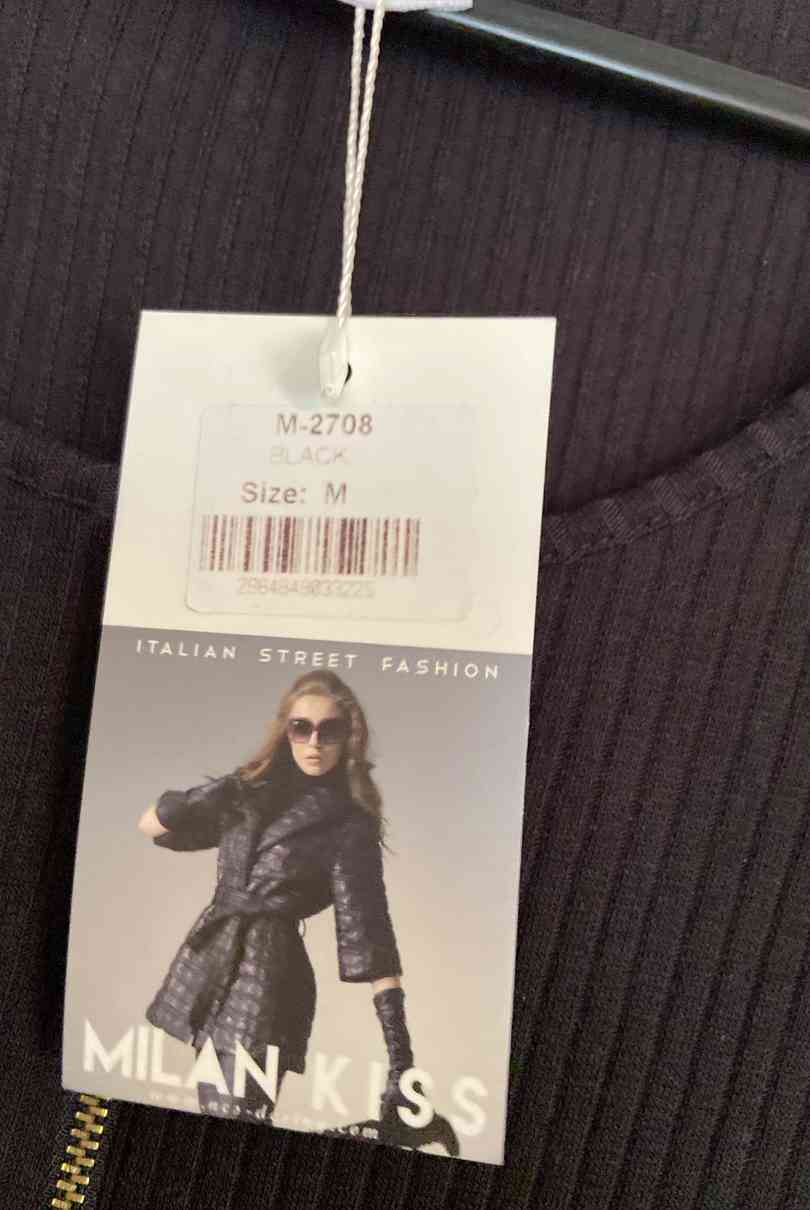 M-2708
BLACK
Size: M
2984849033225
ITALIAN STREET FASHION
MILAN KISS